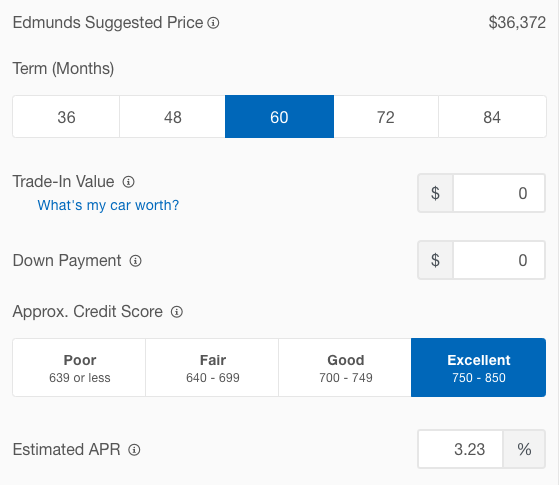 Edmunds Suggested Price $36,372
Term (Months)
36 48 60 72 84
Trade-In Value $ 0
What's my car worth?
Down Payment $ 0
Approx. Credit Score
Poor Fair Good Excellent
639 or less 640 - 699 700 - 749 750 - 850
Estimated APR 3.23 %